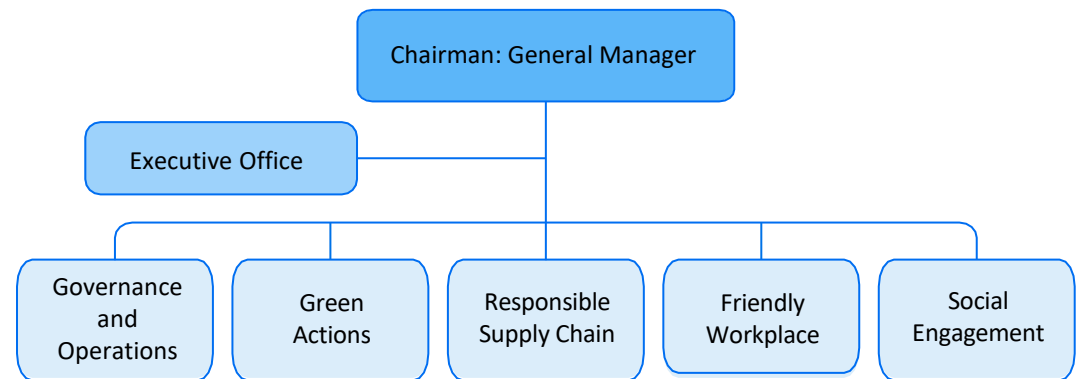 Chairman: General Manager
Executive Office
Governance
and
Operations
Green
Actions
Responsible
Supply Chain
Friendly
Workplace
Social
Engagement